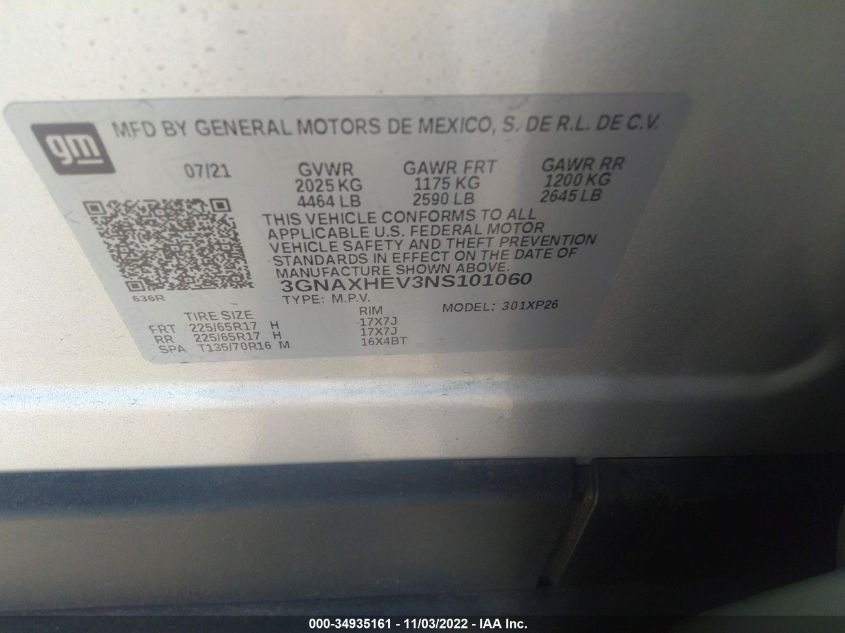 gm
MFD BY GENERAL MOTORS DE MEXICO, S. DE R.L. DE C.V.
07/21 GVWR GAWR FRT GAWR RR
2025 KG 1175 KG 1200 KG
4464 LB 2590 LB 2645 LB
THIS VEHICLE CONFORMS TO ALL
APPLICABLE U.S. FEDERAL MOTOR
VEHICLE SAFETY AND THEFT PREVENTION
STANDARDS IN EFFECT ON THE DATE OF
MANUFACTURE SHOWN ABOVE.
3GNAXHEV3NS101060
636R
TYPE: M.P.V. MODEL: 301XP26
TIRE SIZE RIM
FRT 225/65R17 H 17X7J
RR 225/65R17 H 17X7J
SPA T135/70R16 M 16X4BT
000-34935161 - 11/03/2022 - IAA Inc.